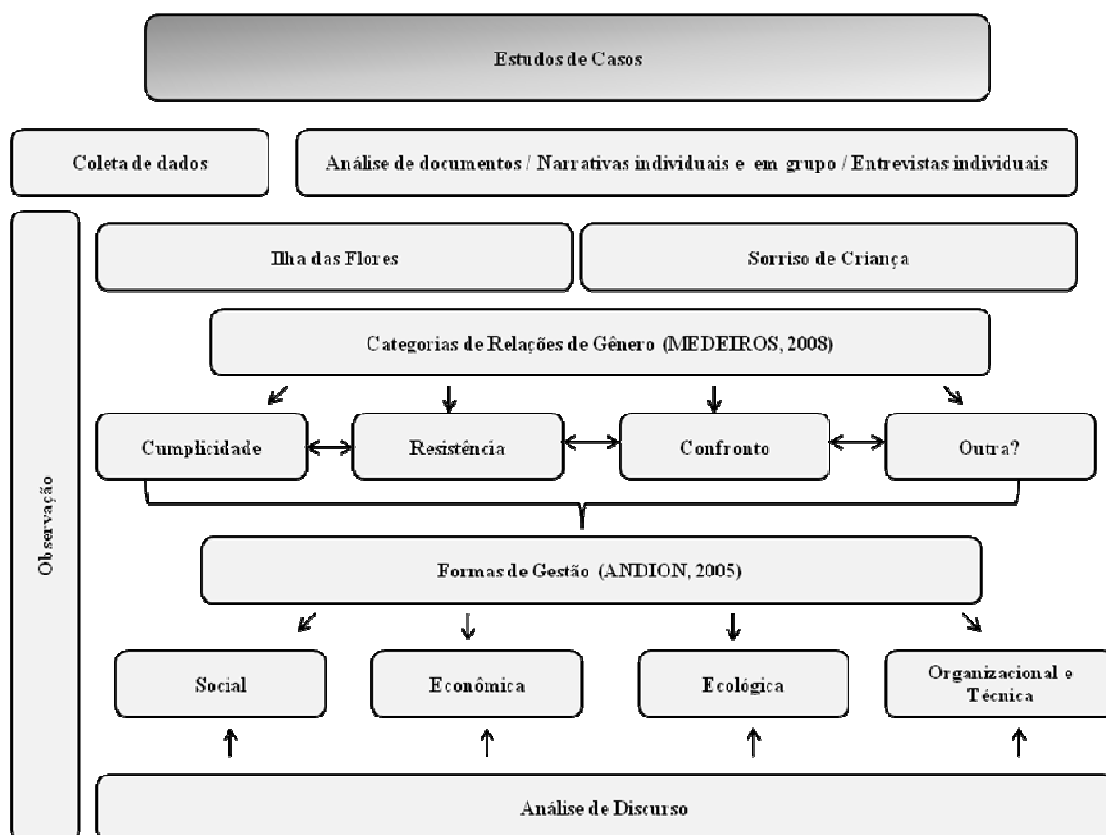 Estudos de Casos
Coleta de dados
Análise de documentos / Narrativas individuais e em grupo / Entrevistas individuais
Observação
Ilha das Flores
Sorriso de Criança
Categorias de Relações de Gênero (MEDEIROS, 2008)
Cumplicidade
Resistência
Confronto
Outra?
Formas de Gestão (ANDION, 2005)
Social
Econômica
Ecológica
Organizacional e
Técnica
Análise de Discurso